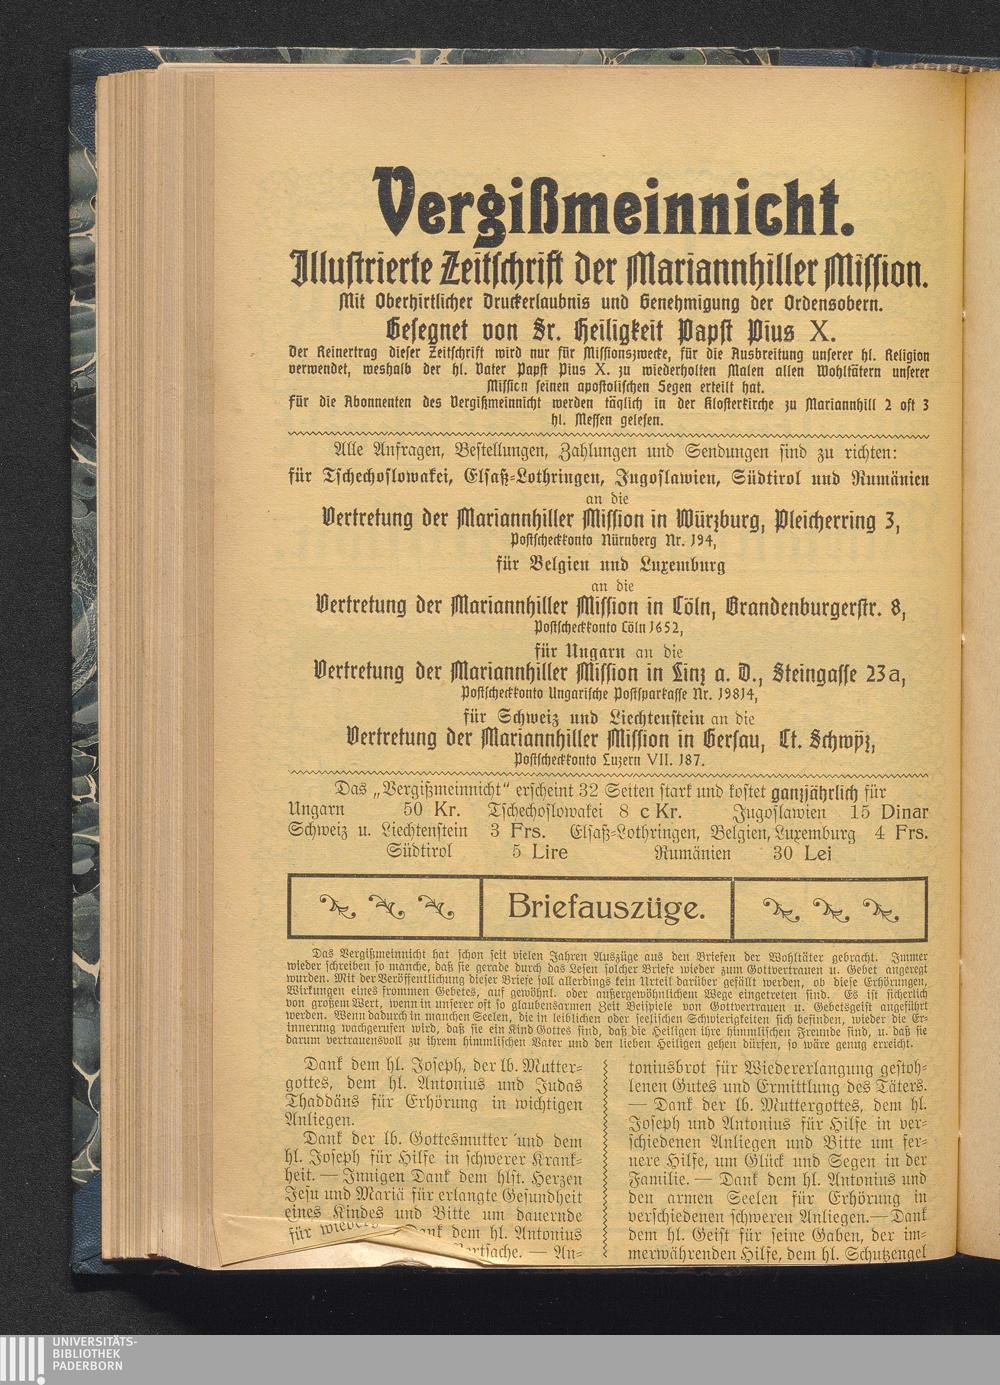 Vergißmeinnicht.
Illustrierte Zeitschrift der Mariannhiller Mission.
Mit Oberhirtlicher Druckerlaubnis und Genehmigung der Ordensobern.
Gesegnet von Sr. Heiligkeit Papst Pius X.
Der Reinertrag dieser Zeitschrift wird nur für Missionszwecke, für die Ausbreitung unserer hl. Religion
verwendet, weshalb der hl. Vater Papst Pius X. zu wiederholten Malen allen Wohltätern unserer
Mission seinen apostolischen Segen erteilt hat.
Für die Abonnenten des Vergißmeinnicht werden täglich in der Klosterkirche zu Mariannhill 2 oft 3
hl. Messen gelesen.
Alle Anfragen, Bestellungen, Zahlungen und Sendungen sind zu richten:
für Tschechoslowakei, Elsaß-Lothringen, Jugoslawien, Südtirol und Rumänien
an die
Vertretung der Mariannhiller Mission in Würzburg, Pleicherring 3,
Postscheckkonto Nürnberg Nr. 194,
für Belgien und Luxemburg
an die
Vertretung der Mariannhiller Mission in Cöln, Brandenburgerstr. 8,
Postscheckkonto Cöln 1652,
für Ungarn an die
Vertretung der Mariannhiller Mission in Linz a. D., Steingasse 23a,
Postscheckkonto Ungarische Postsparkasse Nr. 19814,
für Schweiz und Liechtenstein an die
Vertretung der Mariannhiller Mission in Gersau, Ct. Schwÿz,
Postscheckkonto Luzern VII. 187.
Das „Vergißmeinnicht“ erscheint 32 Seiten stark und kostet ganzjährlich für
Ungarn 50 Kr. Tschechoslowakei 8 c Kr. Jugoslawien 15 Dinar
Schweiz u. Liechtenstein 3 Frs. Elsaß-Lothringen, Belgien, Luxemburg 4 Frs.
Südtirol 5 Lire Rumänien 30 Lei
Briefauszüge.
Das Vergißmeinnicht hat schon seit vielen Jahren Auszüge aus den Briefen der Wohltäter gebracht. Immer
wieder schreiben so manche, daß sie gerade durch das Lesen solcher Briefe wieder zum Gottvertrauen u. Gebet angeregt
wurden. Mit der Veröffentlichung dieser Briefe soll allerdings kein Urteil darüber gefällt werden, ob diese Erhörungen,
Wirkungen eines frommen Gebetes, auf gewöhnl. oder außergewöhnlichem Wege eingetreten sind. Es ist sicherlich
von großem Wert, wenn in unserer oft so glaubensarmen Zeit Beispiele von Gottvertrauen u. Gebetsgeist angeführt
werden. Wenn dadurch in manchen Seelen, die in leiblichen oder seelischen Schwierigkeiten sich befinden, wieder die Er-
innerung wachgerufen wird, daß sie ein Kind Gottes sind, daß die Heiligen ihre himmlischen Freunde sind, u. daß sie
darum vertrauensvoll zu ihrem himmlischen Vater und den lieben Heiligen gehen dürfen, so wäre genug erreicht.
Dank dem hl. Joseph, der lb. Mutter-
gottes, dem hl. Antonius und Judas
Thaddäus für Erhörung in wichtigen
Anliegen.
Dank der lb. Gottesmutter und dem
hl. Joseph für Hilfe in schwerer Krank-
heit. — Innigen Dank dem hlst. Herzen
Jesu und Mariä für erlangte Gesundheit
eines Kindes und Bitte um dauernde
für Dank dem hl. Antonius
— An-
toniusbrot für Wiedererlangung gestoh-
lenen Gutes und Ermittlung des Täters.
— Dank der lb. Muttergottes, dem hl.
Joseph und Antonius für Hilfe in ver-
schiedenen Anliegen und Bitte um fer-
nere Hilfe, um Glück und Segen in der
Familie. — Dank dem hl. Antonius und
den armen Seelen für Erhörung in
verschiedenen schweren Anliegen. — Dank
dem hl. Geist für seine Gaben, der im-
merwährenden Hilfe, dem hl. Schutzengel
UNIVERSITÄTS-
BIBLIOTHEK
PADERBORN